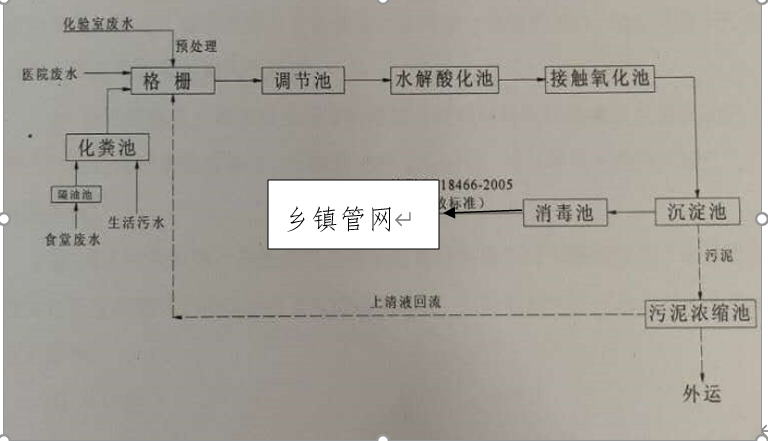 化验室废水
预处理
医院废水
格栅
调节池
水解酸化池
接触氧化池
化粪池
隔油池
生活污水
食堂废水
18466-2005
标准）
乡镇管网
消毒池
沉淀池
污泥
上清液回流
污泥浓缩池
外运